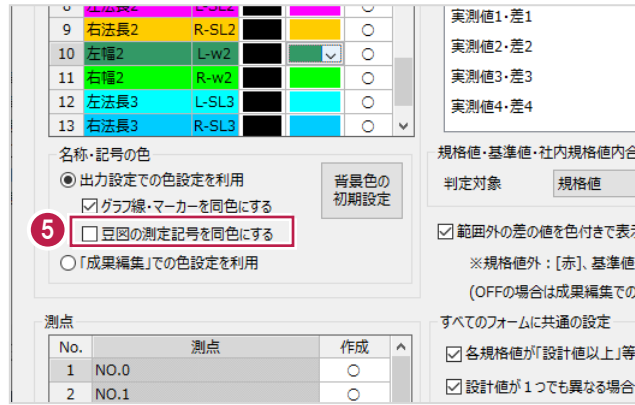 9 右法長2 R-SL2 ○
10 左幅2 L-w2 ○
11 右幅2 R-w2 ○
12 左法長3 L-SL3 ○
13 右法長3 R-SL3 ○
名称・記号の色
出力設定での色設定を利用
グラフ線・マーカーを同色にする
5 豆図の測定記号を同色にする
「成果編集」での色設定を利用
背景色の
初期設定
測点
No. 測点 作成
1 NO.0 ○
2 NO.1 ○
実測値1・差1
実測値2・差2
実測値3・差3
実測値4・差4
規格値・基準値・社内規格値内合
判定対象 規格値
範囲外の差の値を色付きで表示
※規格値外：[赤]、基準値
(OFFの場合は成果編集での
すべてのフォームに共通の設定
各規格値が「設計値以上」等
設計値が1つでも異なる場合